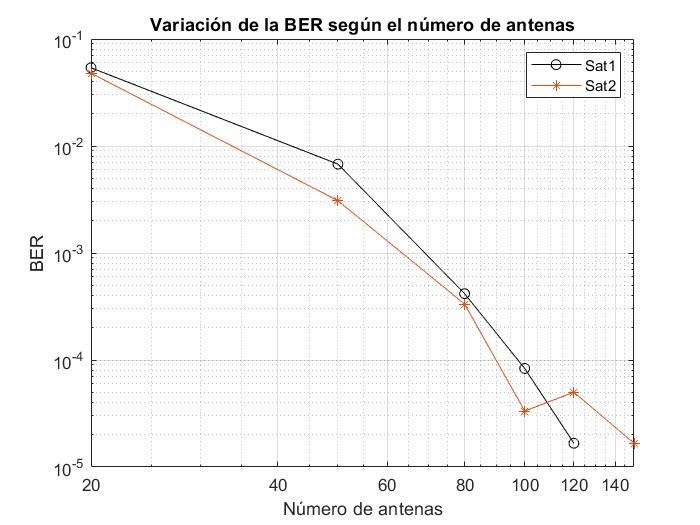 Variación de la BER según el número de antenas
Sat1
Sat2
10-1
10-2
10-3
10-4
10-5
BER
20 40 60 80 100 120 140
Número de antenas